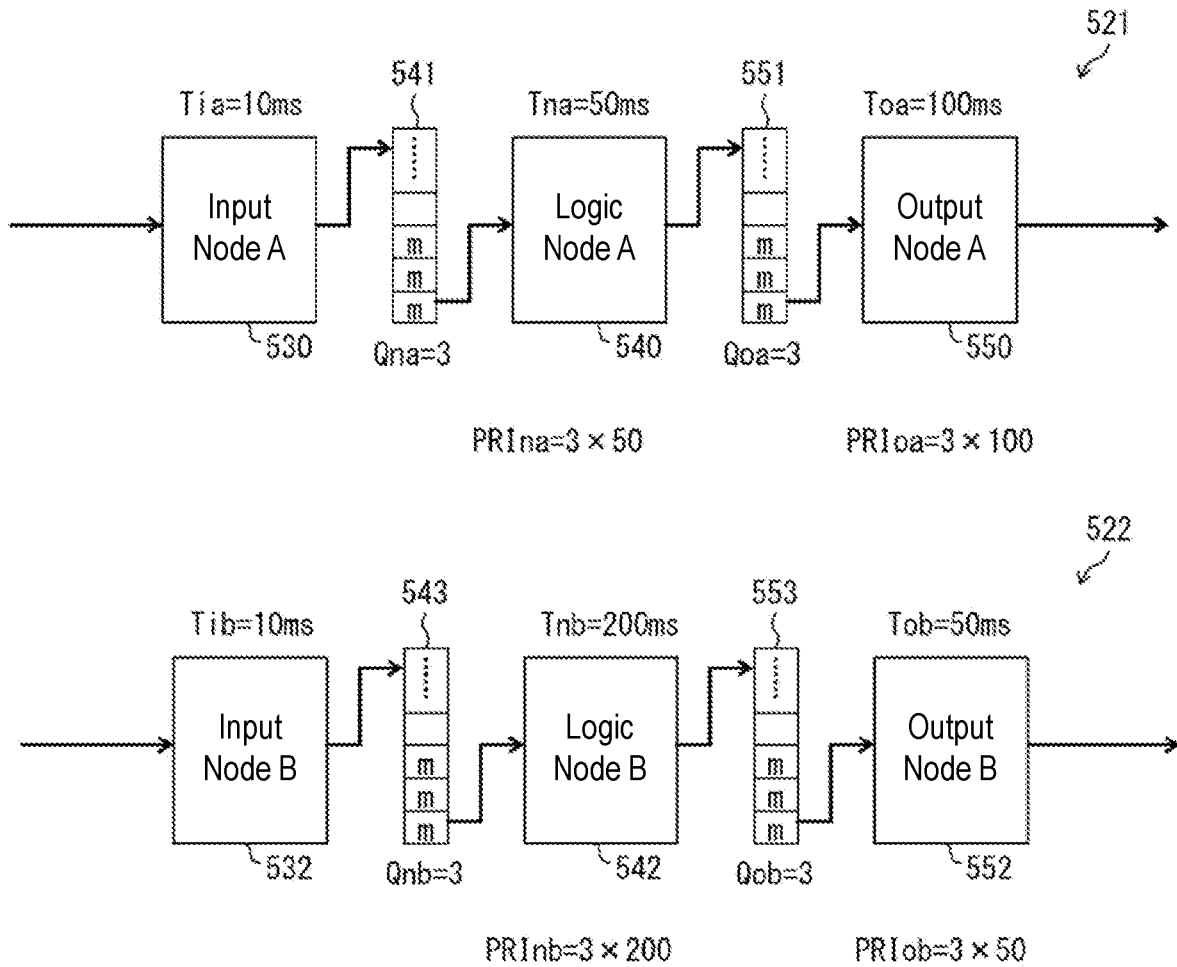 521
541
551
Tia=10ms
Tna=50ms
Toa=100ms
Input
Node A
Logic
Node A
Output
Node A
m
m
m
m
m
m
530
540
550
Qna=3
Qoa=3
PRIna=3×50
PRIoa=3×100
522
543
553
Tib=10ms
Tnb=200ms
Tob=50ms
Input
Node B
Logic
Node B
Output
Node B
m
m
m
m
m
m
532
542
552
Qnb=3
Qob=3
PRInb=3×200
PRIob=3×50